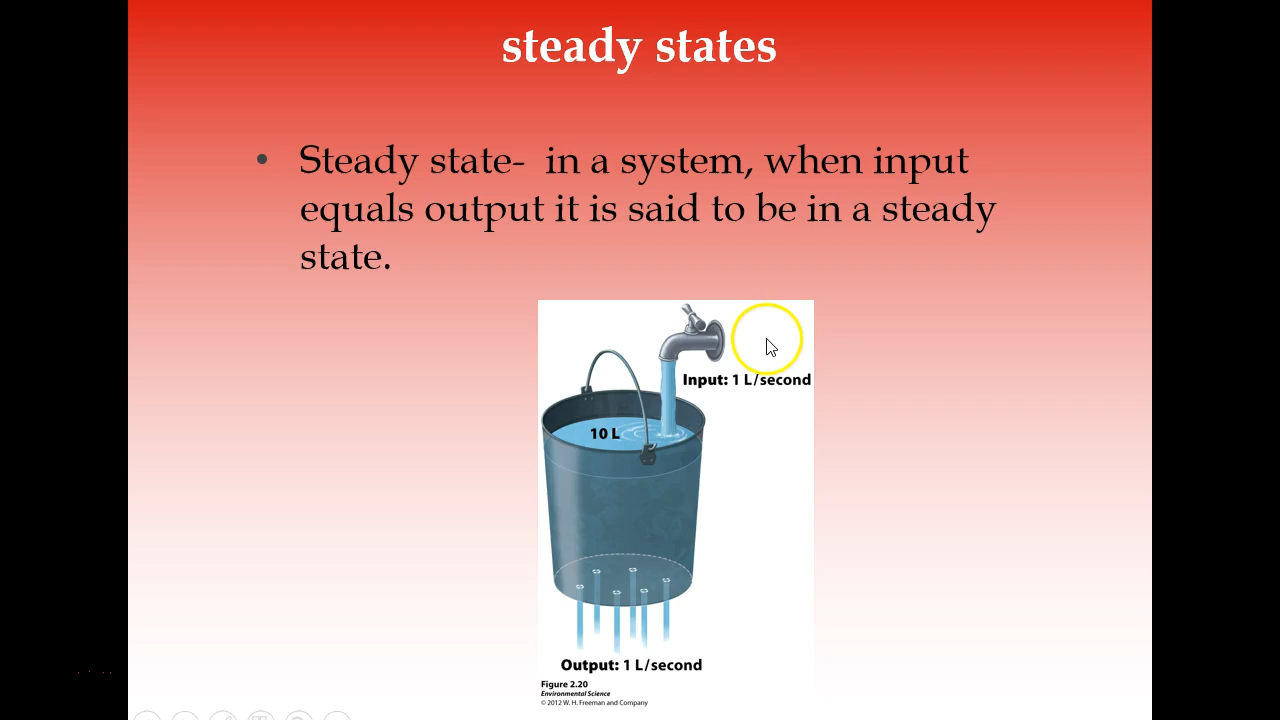 steady states
• Steady state-  in a system, when input
equals output it is said to be in a steady
state.
Input: 1 L/second
10 L
Output: 1 L/second
Figure 2.20
Environmental Science
© 2012 W. H. Freeman and Company